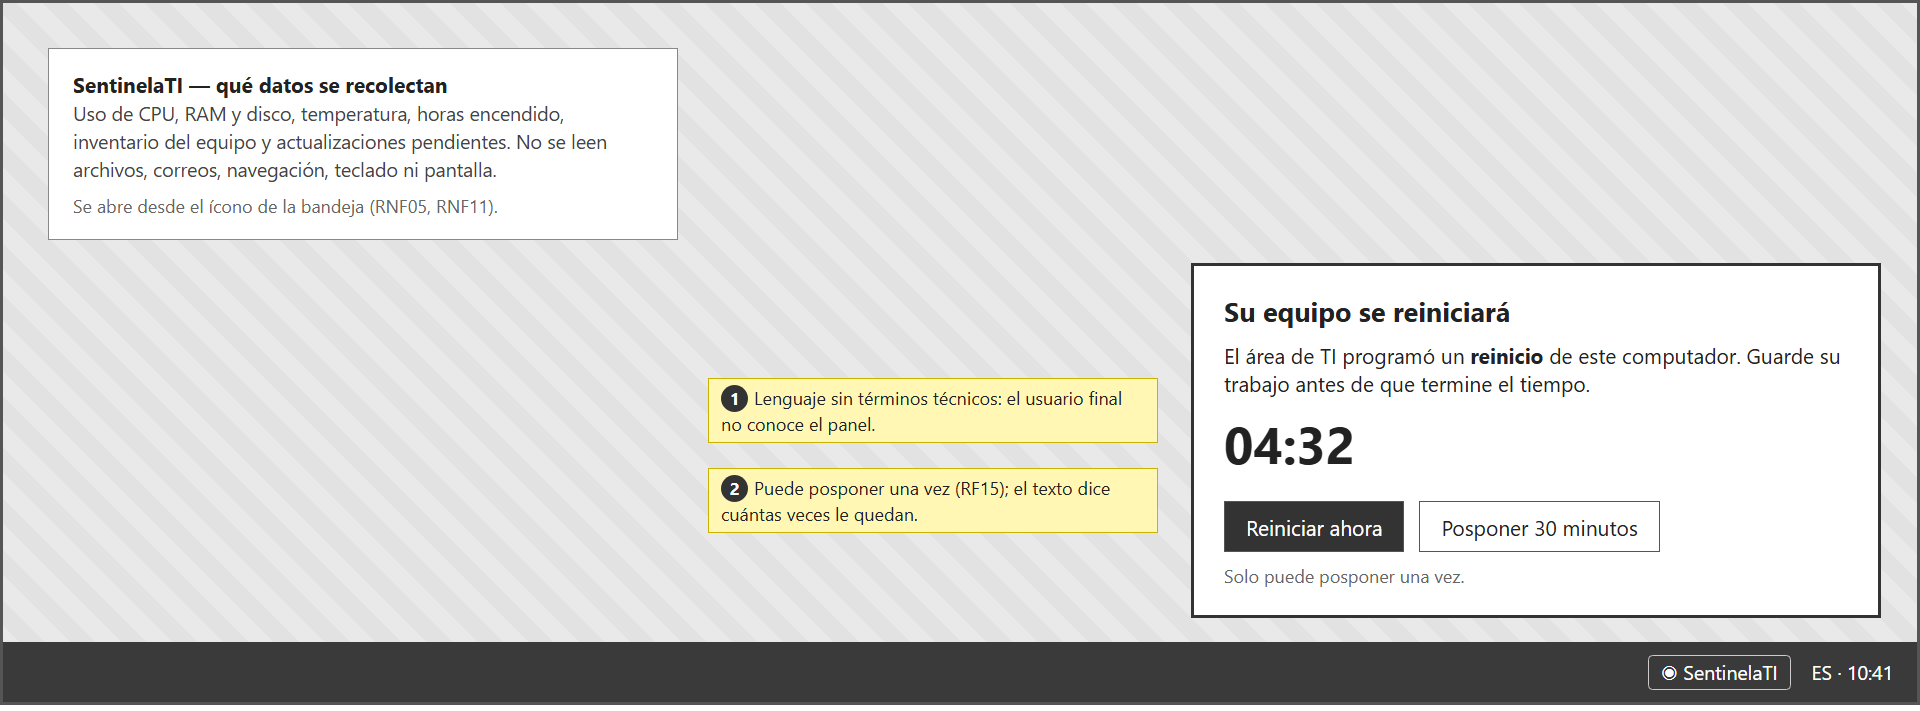 SentinelaTI — qué datos se recolectan
Uso de CPU, RAM y disco, temperatura, horas encendido,
inventario del equipo y actualizaciones pendientes. No se leen
archivos, correos, navegación, teclado ni pantalla.
Se abre desde el ícono de la bandeja (RNF05, RNF11).
1 Lenguaje sin términos técnicos: el usuario final
no conoce el panel.
2 Puede posponer una vez (RF15); el texto dice
cuántas veces le quedan.
Su equipo se reiniciará
El área de TI programó un reinicio de este computador. Guarde su
trabajo antes de que termine el tiempo.
04:32
Reiniciar ahora
Posponer 30 minutos
Solo puede posponer una vez.
◉ SentinelaTI
ES · 10:41